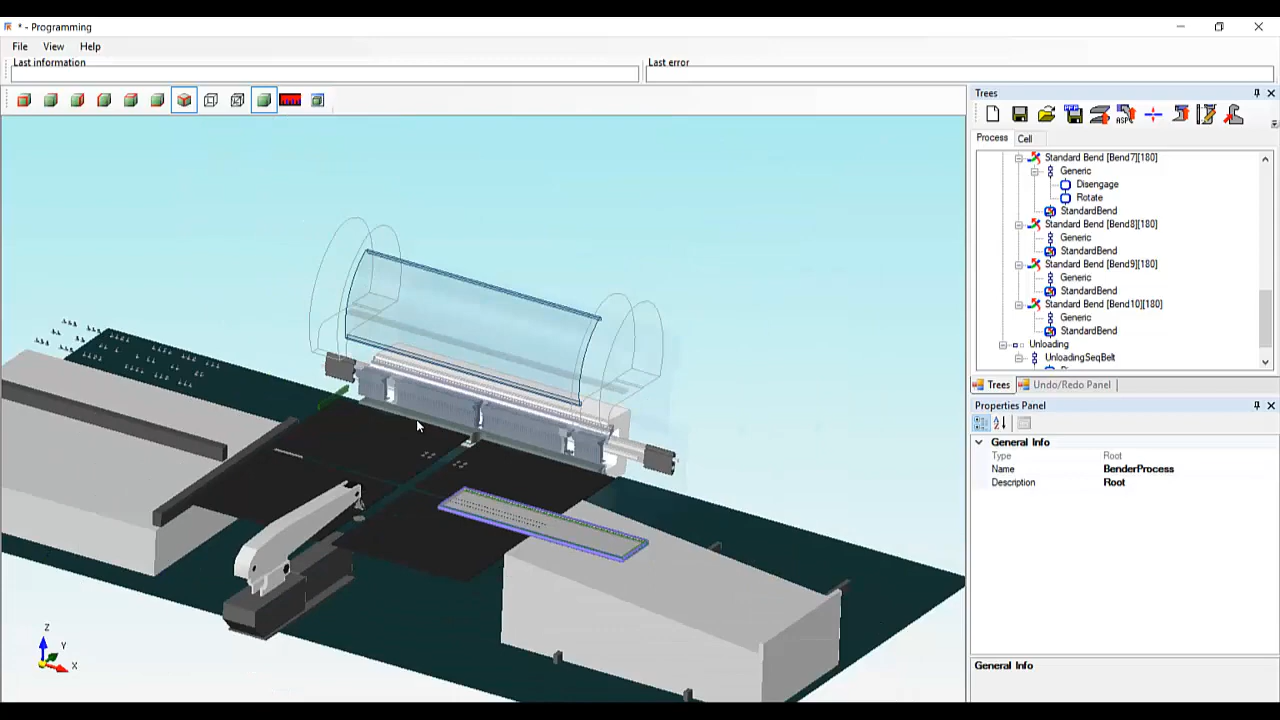 * - Programming
File View Help
Last information
Last error
Trees
ASP
Process Cell
Standard Bend [Bend7][180]
Generic
Disengage
Rotate
StandardBend
Standard Bend [Bend8][180]
Generic
StandardBend
Standard Bend [Bend9][180]
Generic
StandardBend
Standard Bend [Bend10][180]
Generic
StandardBend
Unloading
UnloadingSeqBelt
Trees Undo/Redo Panel
Properties Panel
General Info
Type Root
Name BenderProcess
Description Root
General Info
Z
Y
X